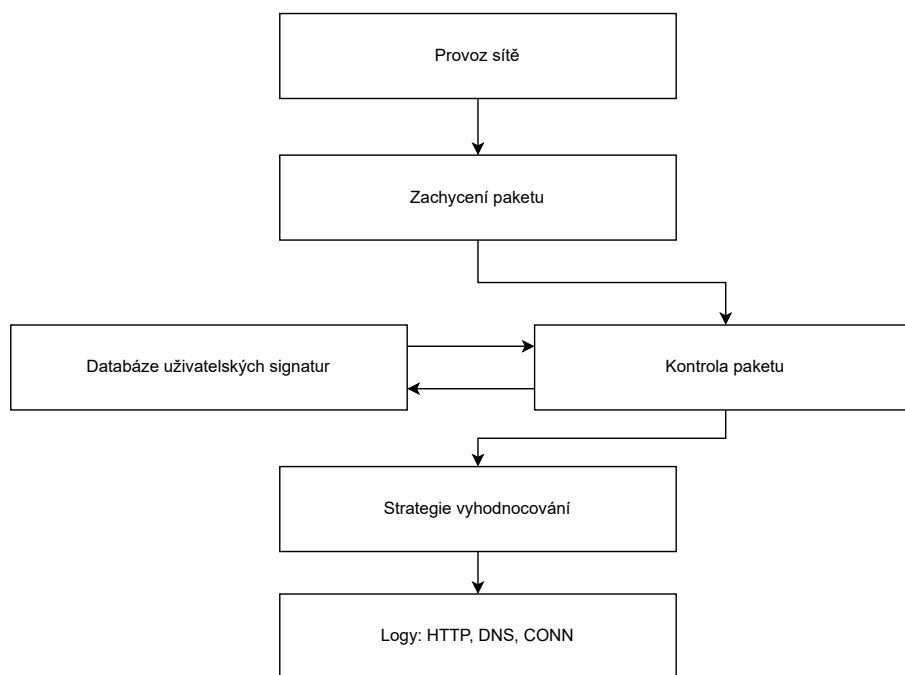 Provoz sítě
Zachycení paketu
Databáze uživatelských signatur
Kontrola paketu
Strategie vyhodnocování
Logy: HTTP, DNS, CONN